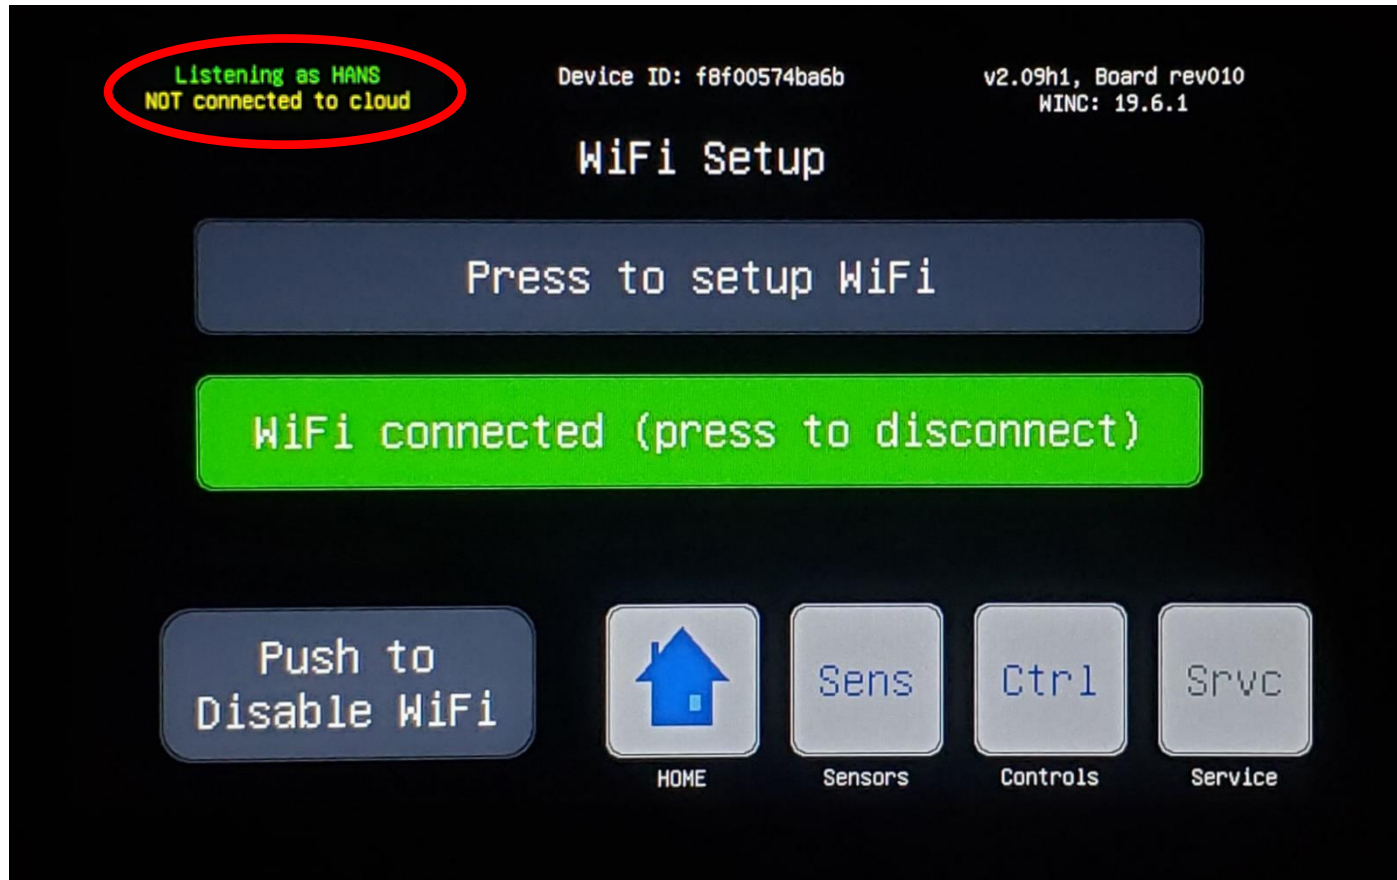 Listening as HANS
NOT connected to cloud
Device ID: f8f00574ba6b
v2.09h1, Board rev010
WINC: 19.6.1
WiFi Setup
Press to setup WiFi
WiFi connected (press to disconnect)
Push to
Disable WiFi
Sens
Ctrl
Srvc
HOME
Sensors
Controls
Service